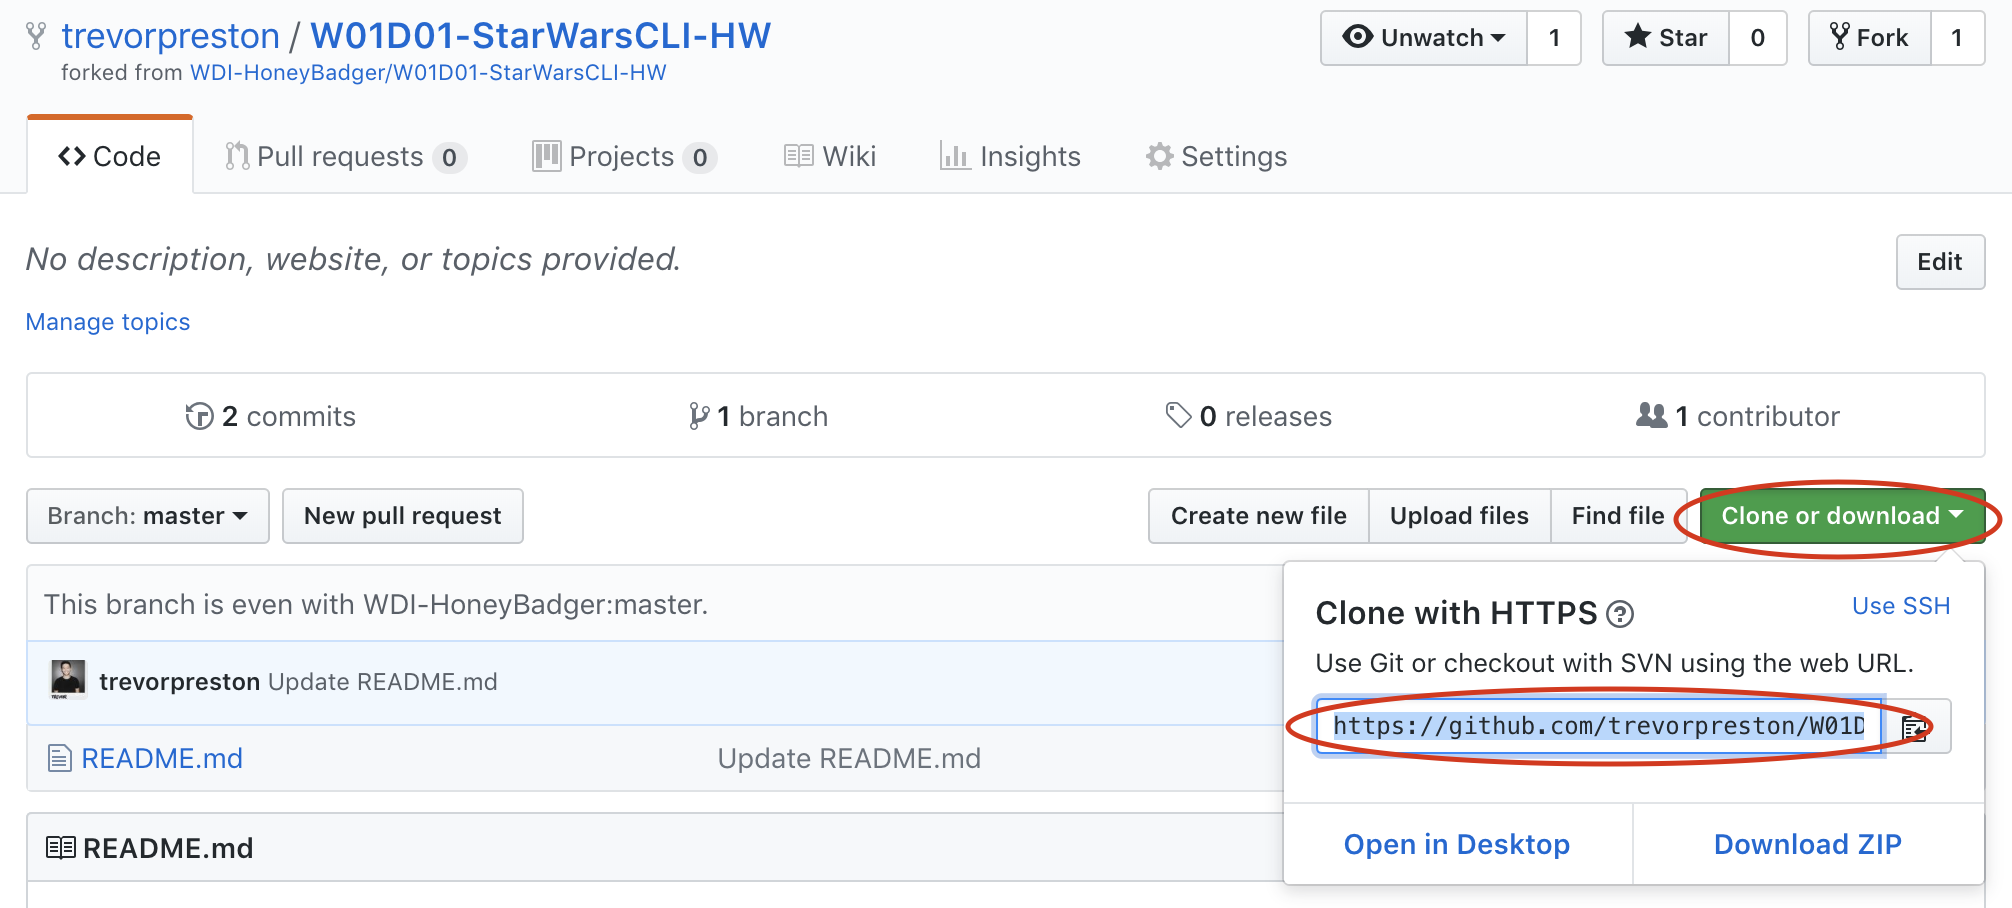 trevorpreston / W01D01-StarWarsCLI-HW
forked from WDI-HoneyBadger/W01D01-StarWarsCLI-HW
Unwatch 1 Star 0 Fork 1
Code Pull requests 0 Projects 0 Wiki Insights Settings
No description, website, or topics provided.
Edit
Manage topics
2 commits 1 branch 0 releases 1 contributor
Branch: master New pull request Create new file Upload files Find file Clone or download
This branch is even with WDI-HoneyBadger:master.
trevorpreston Update README.md
README.md Update README.md
README.md
Clone with HTTPS ? Use SSH
Use Git or checkout with SVN using the web URL.
https://github.com/trevorpreston/W01D
Open in Desktop Download ZIP